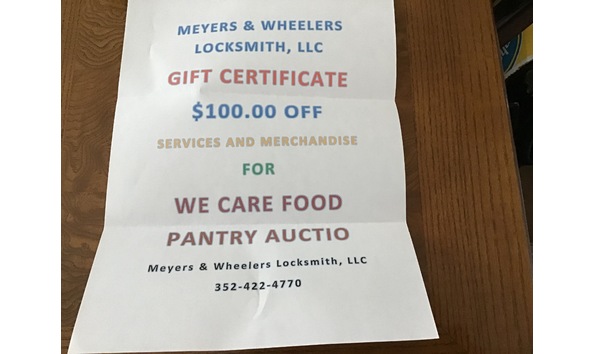 MEYERS & WHEELERS
LOCKSMITH, LLC
GIFT CERTIFICATE
$100.00 OFF
SERVICES AND MERCHANDISE
FOR
WE CARE FOOD
PANTRY AUCTIO
Meyers & Wheelers Locksmith, LLC
352-422-4770